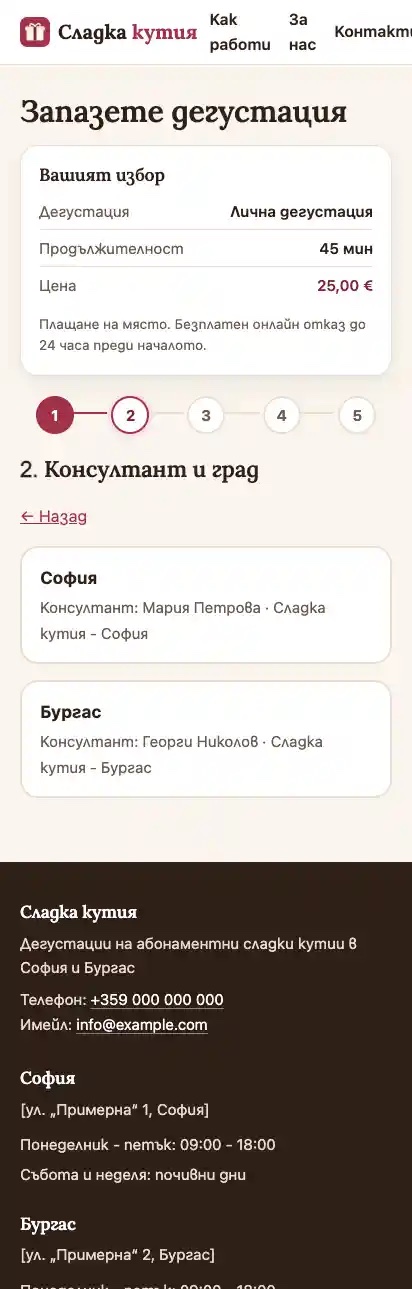 Сладка кутия
Как работи
За нас
Запазете дегустация
Вашият избор
Дегустация Лична дегустация
Продължителност 45 мин
Цена 25,00 €
Плащане на място. Безплатен онлайн отказ до
24 часа преди началото.
1 2 3 4 5
2. Консултант и град
← Назад
София
Консултант: Мария Петрова · Сладка
кутия - София
Бургас
Консултант: Георги Николов · Сладка
кутия - Бургас
Сладка кутия
Дегустации на абонаментни сладки кутии в
София и Бургас
Телефон: +359 000 000 000
Имейл: info@example.com
София
[ул. „Примерна“ 1, София]
Понеделник - петък: 09:00 - 18:00
Събота и неделя: почивни дни
Бургас
[ул. „Примерна“ 2, Бургас]